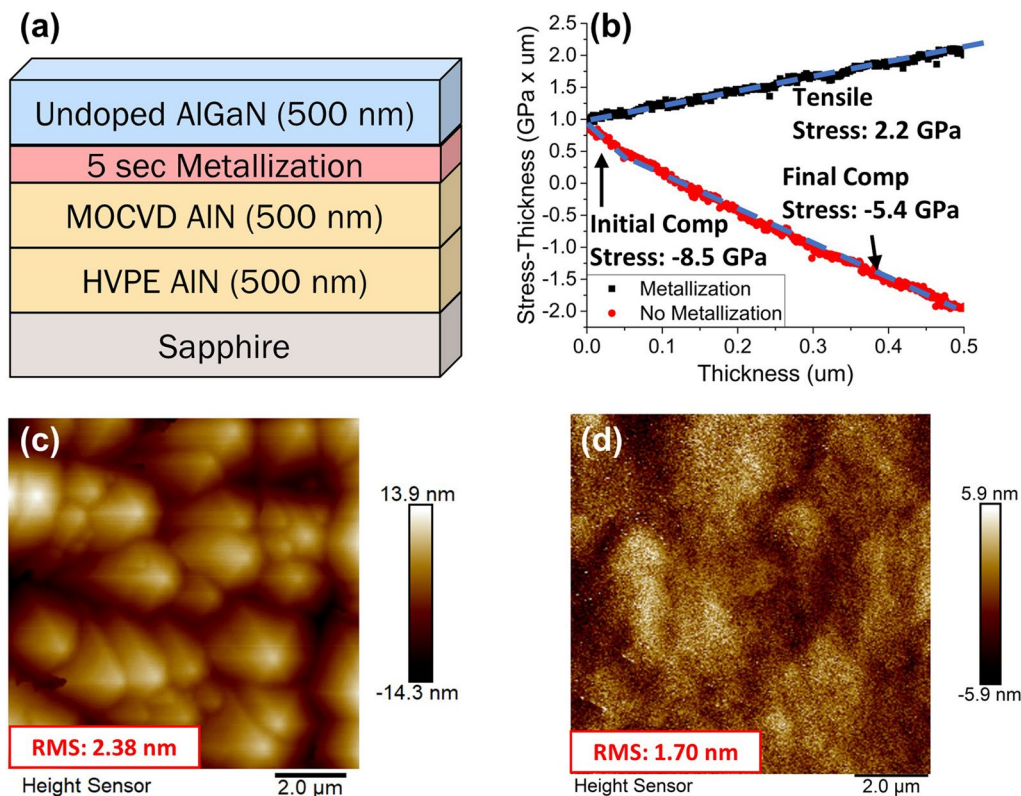 (a)
Undoped AlGaN (500 nm)
5 sec Metallization
MOCVD AlN (500 nm)
HVPE AlN (500 nm)
Sapphire
(b)
Stress-Thickness (GPa x um)
2.5
2.0
1.5
1.0
0.5
0.0
-0.5
-1.0
-1.5
-2.0
Tensile
Stress: 2.2 GPa
Final Comp
Stress: -5.4 GPa
Initial Comp
Stress: -8.5 GPa
Metallization
No Metallization
0.0 0.1 0.2 0.3 0.4 0.5
Thickness (um)
(c)
13.9 nm
-14.3 nm
RMS: 2.38 nm
Height Sensor
2.0 µm
(d)
5.9 nm
-5.9 nm
RMS: 1.70 nm
Height Sensor
2.0 µm